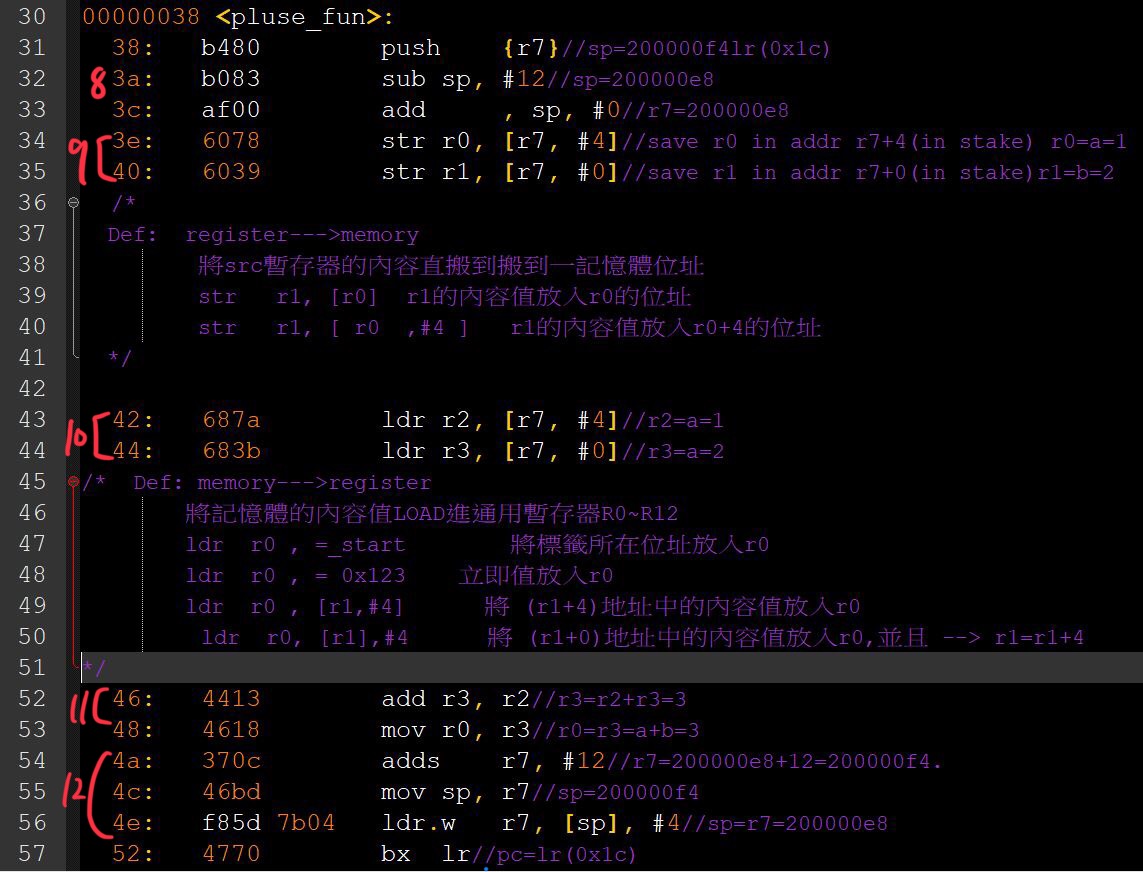 30 00000038 <pluse_fun>:
31 38: b480 push {r7}//sp=200000f4lr(0x1c)
32 8 3a: b083 sub sp, #12//sp=200000e8
33 3c: af00 add , sp, #0//r7=200000e8
34 9 3e: 6078 str r0, [r7, #4]//save r0 in addr r7+4(in stake) r0=a=1
35 40: 6039 str r1, [r7, #0]//save r1 in addr r7+0(in stake)r1=b=2
36 /*
37 Def: register--->memory
38 將src暫存器的內容直搬到搬到一記憶體位址
39 str r1, [r0] r1的內容值放入r0的位址
40 str r1, [ r0 ,#4 ] r1的內容值放入r0+4的位址
41 */
42
43 10 42: 687a ldr r2, [r7, #4]//r2=a=1
44 44: 683b ldr r3, [r7, #0]//r3=a=2
45 /* Def: memory--->register
46 將記憶體的內容值LOAD進通用暫存器R0~R12
47 ldr r0 , =_start 將標籤所在位址放入r0
48 ldr r0 , = 0x123 立即值放入r0
49 ldr r0 , [r1,#4] 將 (r1+4)地址中的內容值放入r0
50 ldr r0, [r1],#4 將 (r1+0)地址中的內容值放入r0,並且 --> r1=r1+4
51 */
52 11 46: 4413 add r3, r2//r3=r2+r3=3
53 48: 4618 mov r0, r3//r0=r3=a+b=3
54 4a: 370c adds r7, #12//r7=200000e8+12=200000f4.
55 12 4c: 46bd mov sp, r7//sp=200000f4
56 4e: f85d 7b04 ldr.w r7, [sp], #4//sp=r7=200000e8
57 52: 4770 bx lr//pc=lr(0x1c)